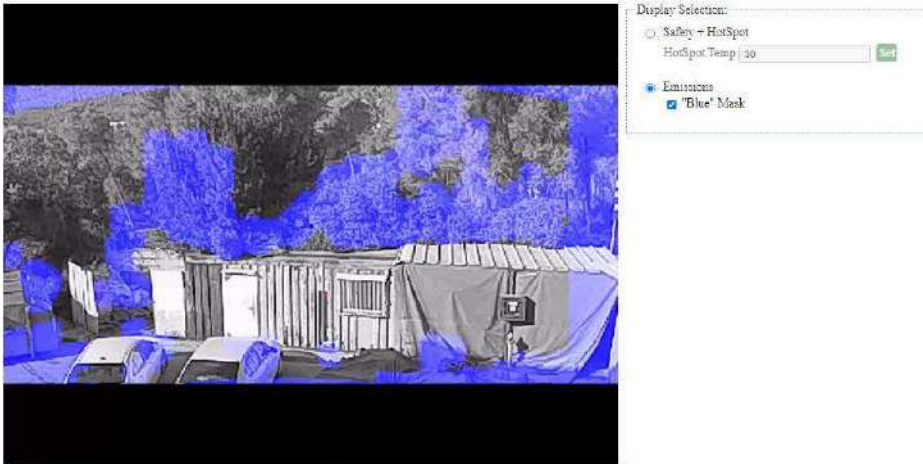 Display Selection:
Safety + HotSpot
HotSpot Temp 30 Set
Emissions
"Blue" Mask